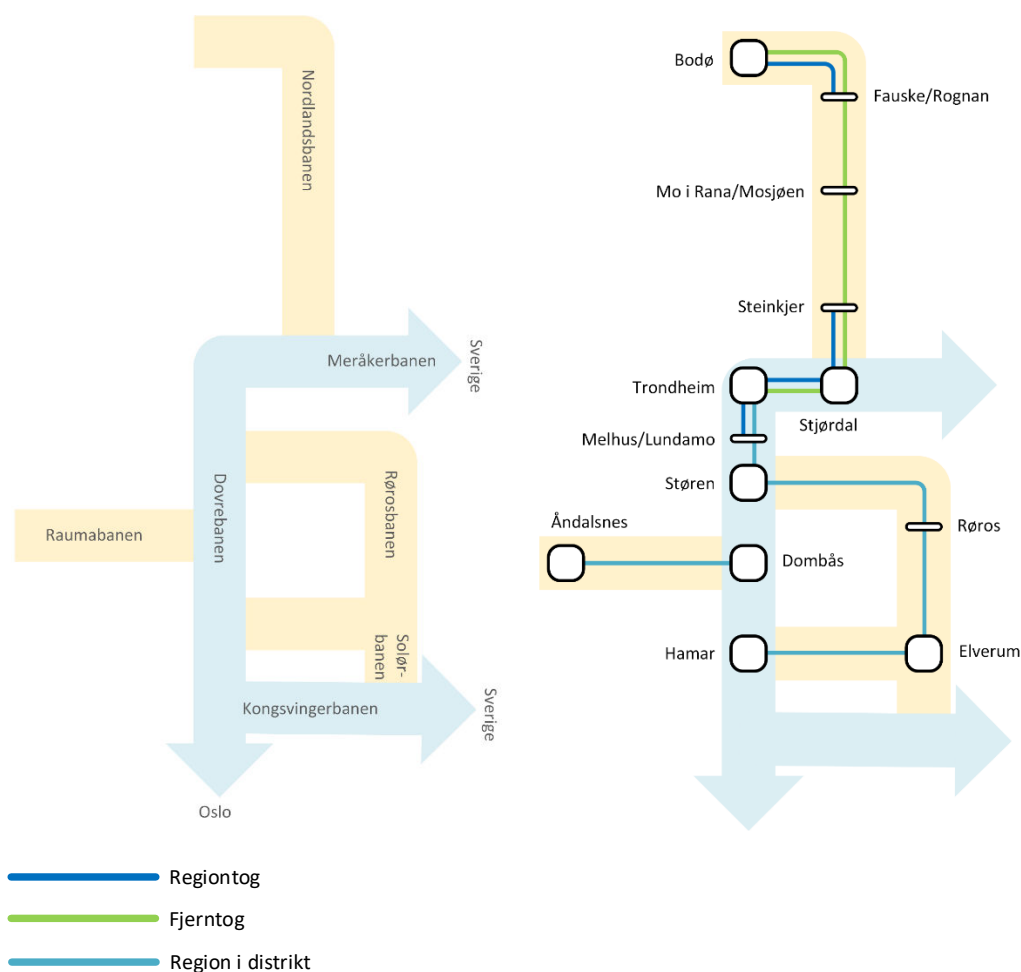 Nordlandsbanen
Meråkerbanen
Sverige
Dovrebanen
Rørosbanen
Raumabanen
Solør-
banen
Kongsvingerbanen
Sverige
Oslo
Bodø
Fauske/Rognan
Mo i Rana/Mosjøen
Steinkjer
Trondheim
Stjørdal
Melhus/Lundamo
Støren
Åndalsnes
Røros
Dombås
Hamar
Elverum
Regiontog
Fjerntog
Region i distrikt